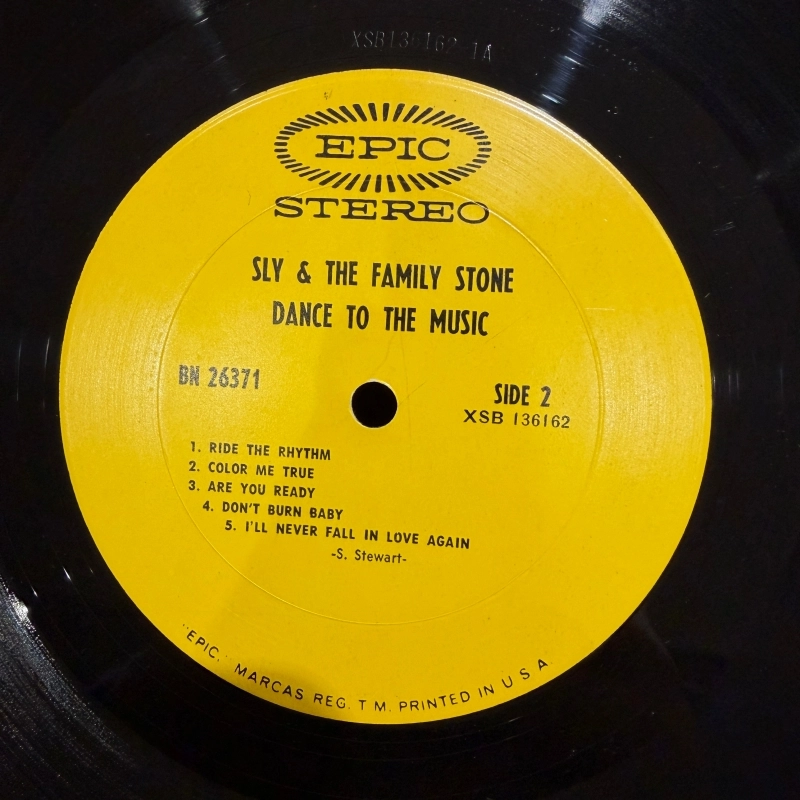 XSB136162-1A
EPIC
STEREO
SLY & THE FAMILY STONE
DANCE TO THE MUSIC
BN 26371
SIDE 2
XSB 136162
1. RIDE THE RHYTHM
2. COLOR ME TRUE
3. ARE YOU READY
4. DON'T BURN BABY
5. I'LL NEVER FALL IN LOVE AGAIN
-S. Stewart-
"EPIC," MARCAS REG. T M. PRINTED IN U S A